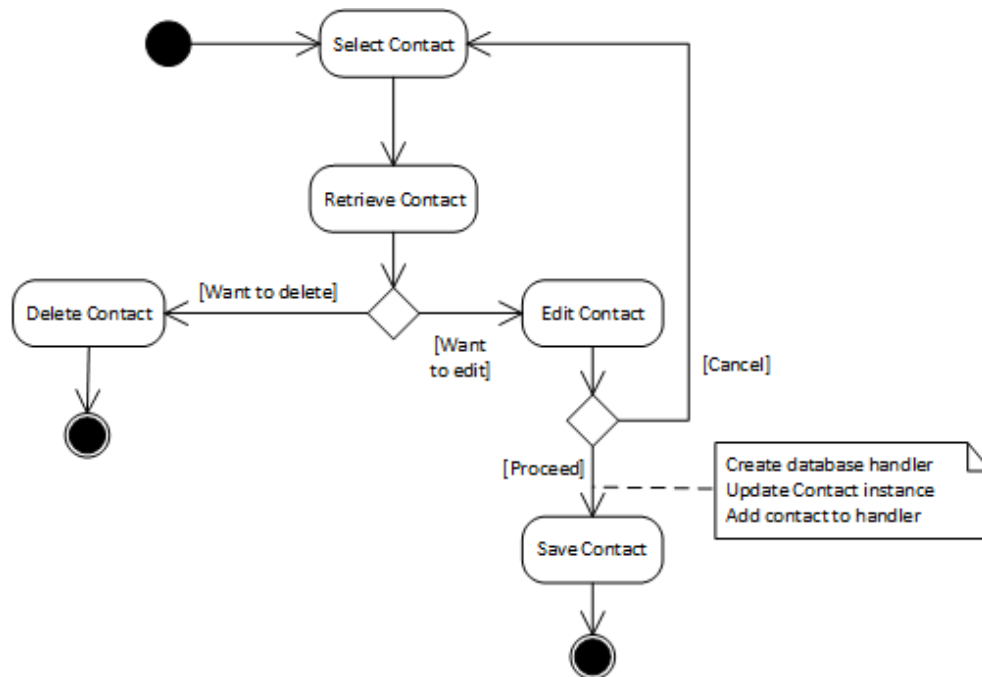 Select Contact
Retrieve Contact
[Want to delete]
Delete Contact
Edit Contact
[Want
to edit]
[Cancel]
[Proceed]
Create database handler
Update Contact instance
Add contact to handler
Save Contact